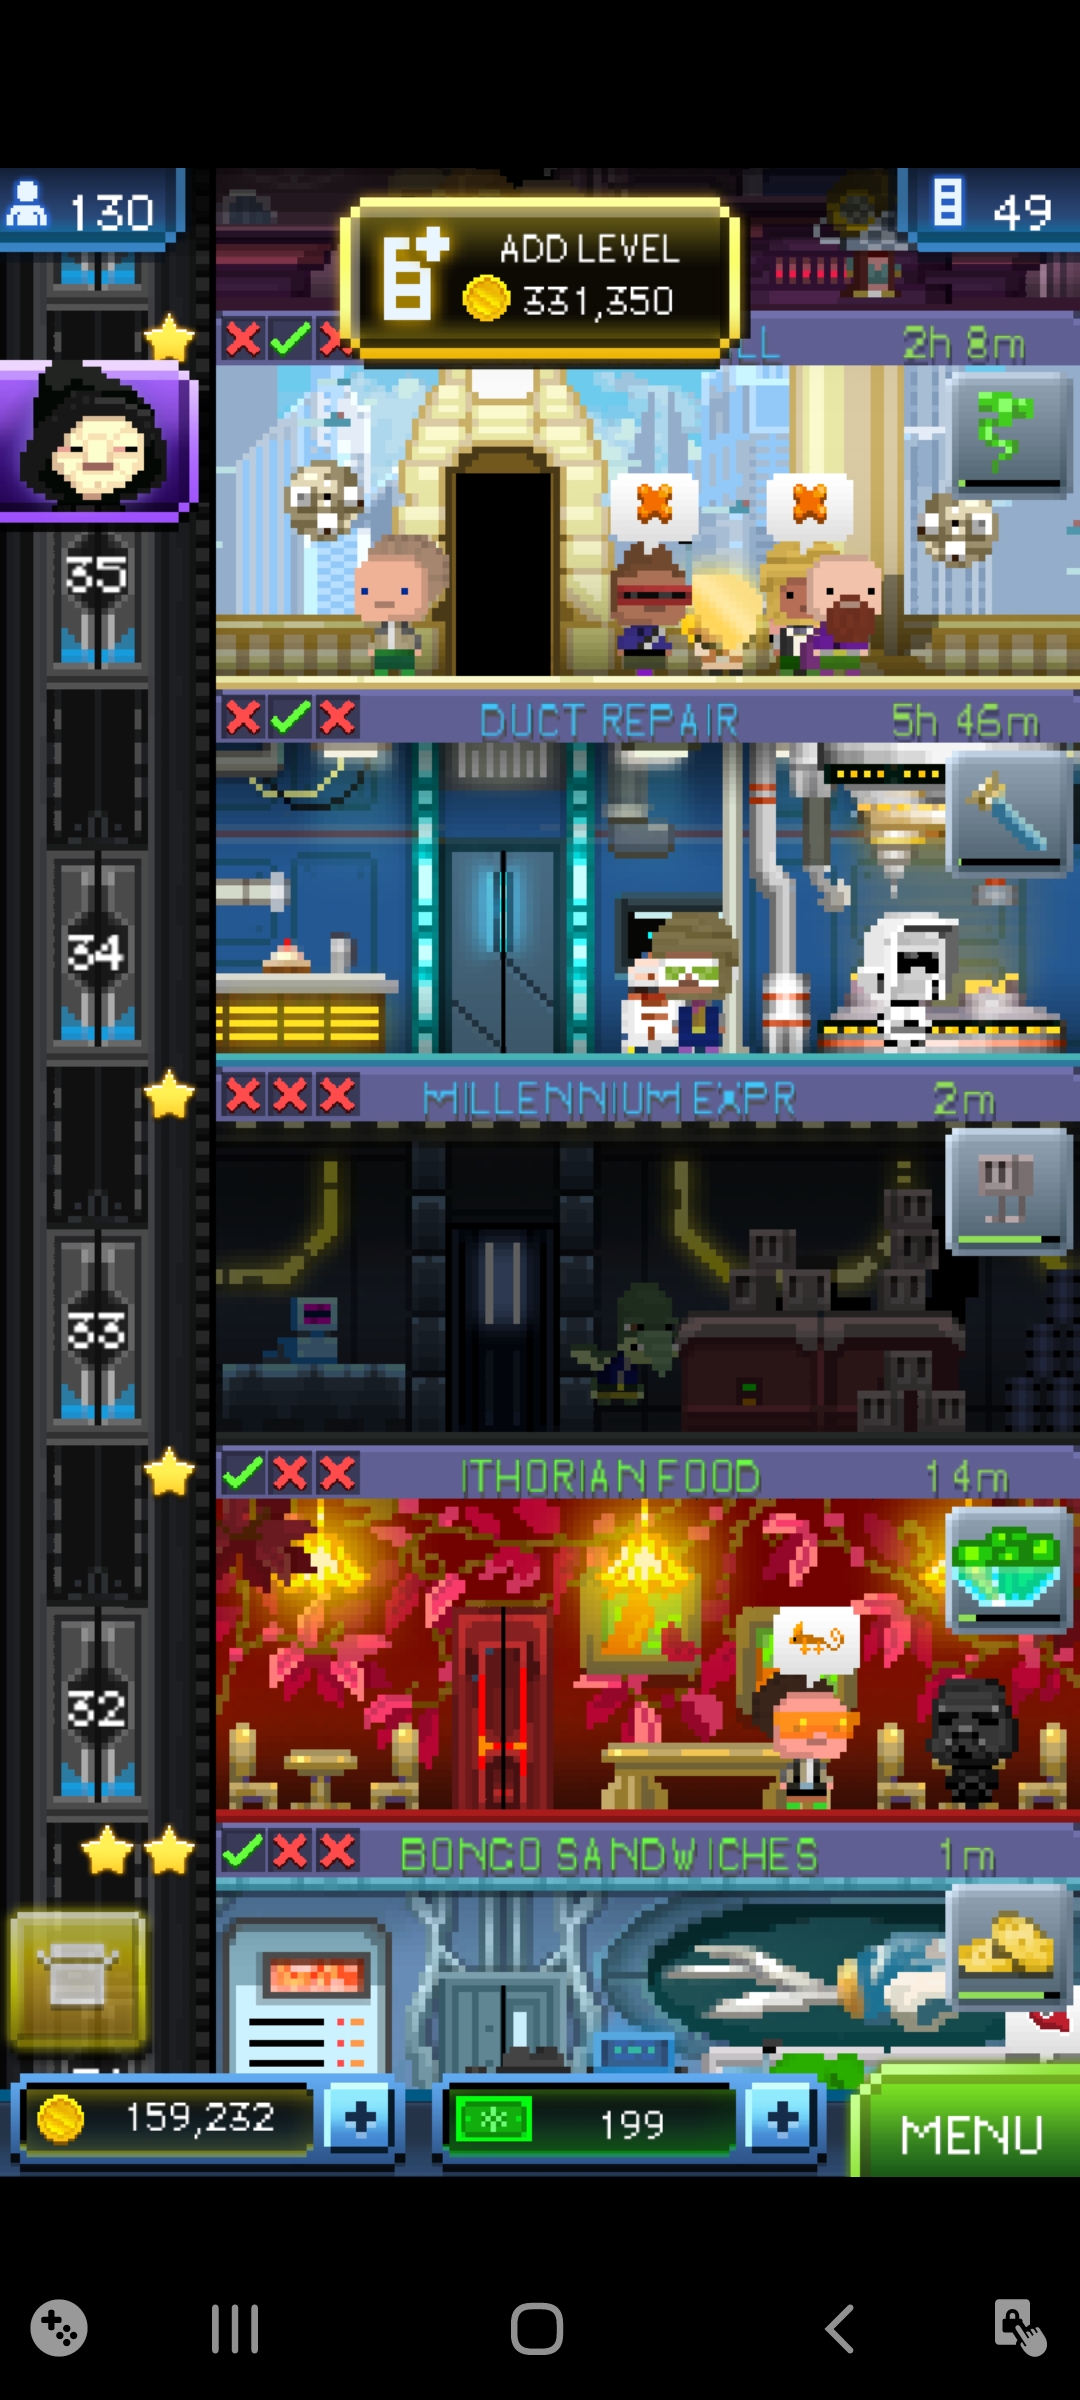 130
49
ADD LEVEL
331,350
LL 2h 8m
35
DUCT REPAIR 5h 46m
34
MILLENNIUM EXPR 2m
33
ITHORIAN FOOD 14m
32
BONGO SANDWICHES 1m
159,232
199
MENU